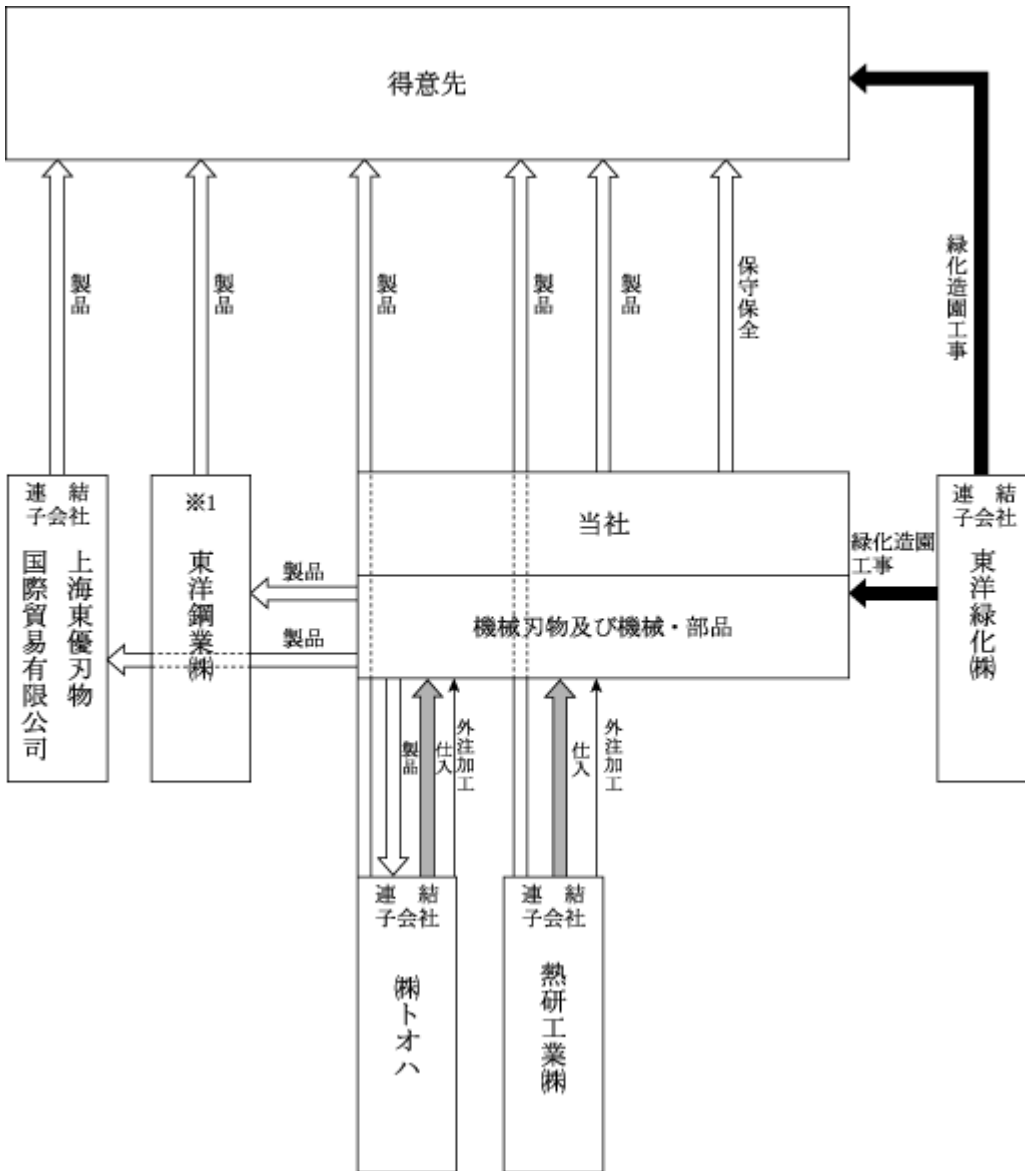 得意先
製品
製品
製品
製品
製品
保守保全
緑化造園工事
連結
子会社
上海東優刃物
国際貿易有限公司
※1
東洋鋼業㈱
製品
製品
当社
機械刃物及び機械・部品
緑化造園
工事
連結
子会社
東洋緑化㈱
製品
仕入
外注加工
仕入
外注加工
連結
子会社
㈱トオハ
連結
子会社
熱研工業㈱